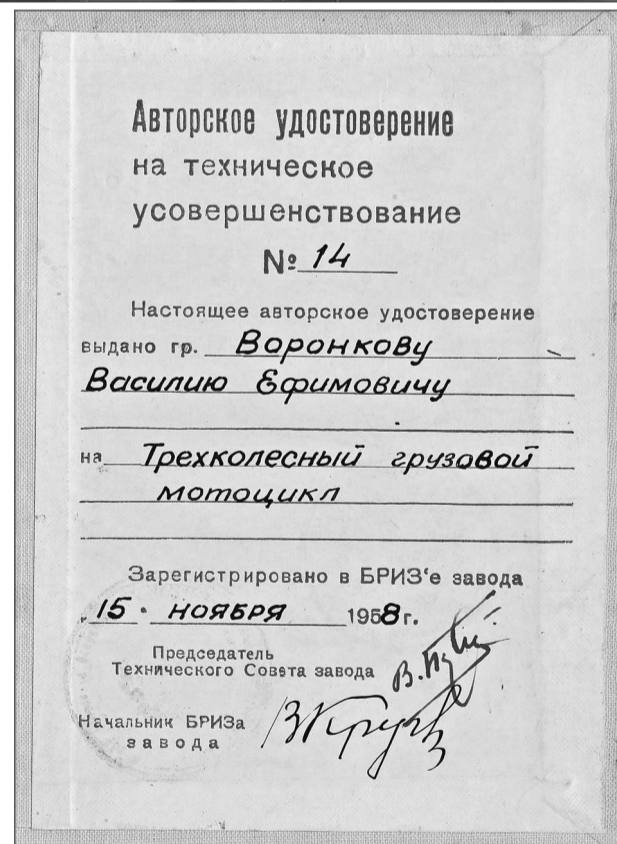 Авторское удостоверение
на техническое
усовершенствование
№ 14
Настоящее авторское удостоверение
выдано гр. Воронкову
Василию Ефимовичу
на Трехколесный грузовой
мотоцикл
Зарегистрировано в БРИЗ'е завода
"15" НОЯБРЯ 1958 г.
Председатель
Технического Совета завода
Начальник БРИЗа
завода